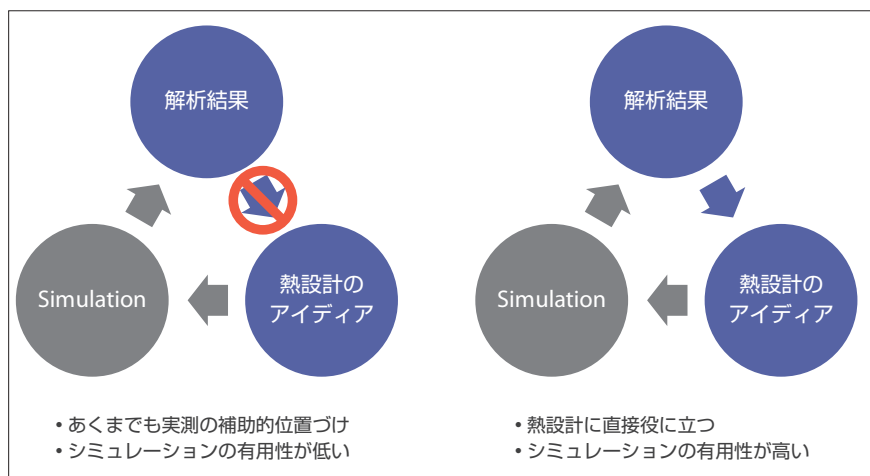 解析結果
Simulation
熱設計の
アイディア
・あくまでも実測の補助的位置づけ
・シミュレーションの有用性が低い
解析結果
Simulation
熱設計の
アイディア
・熱設計に直接役に立つ
・シミュレーションの有用性が高い